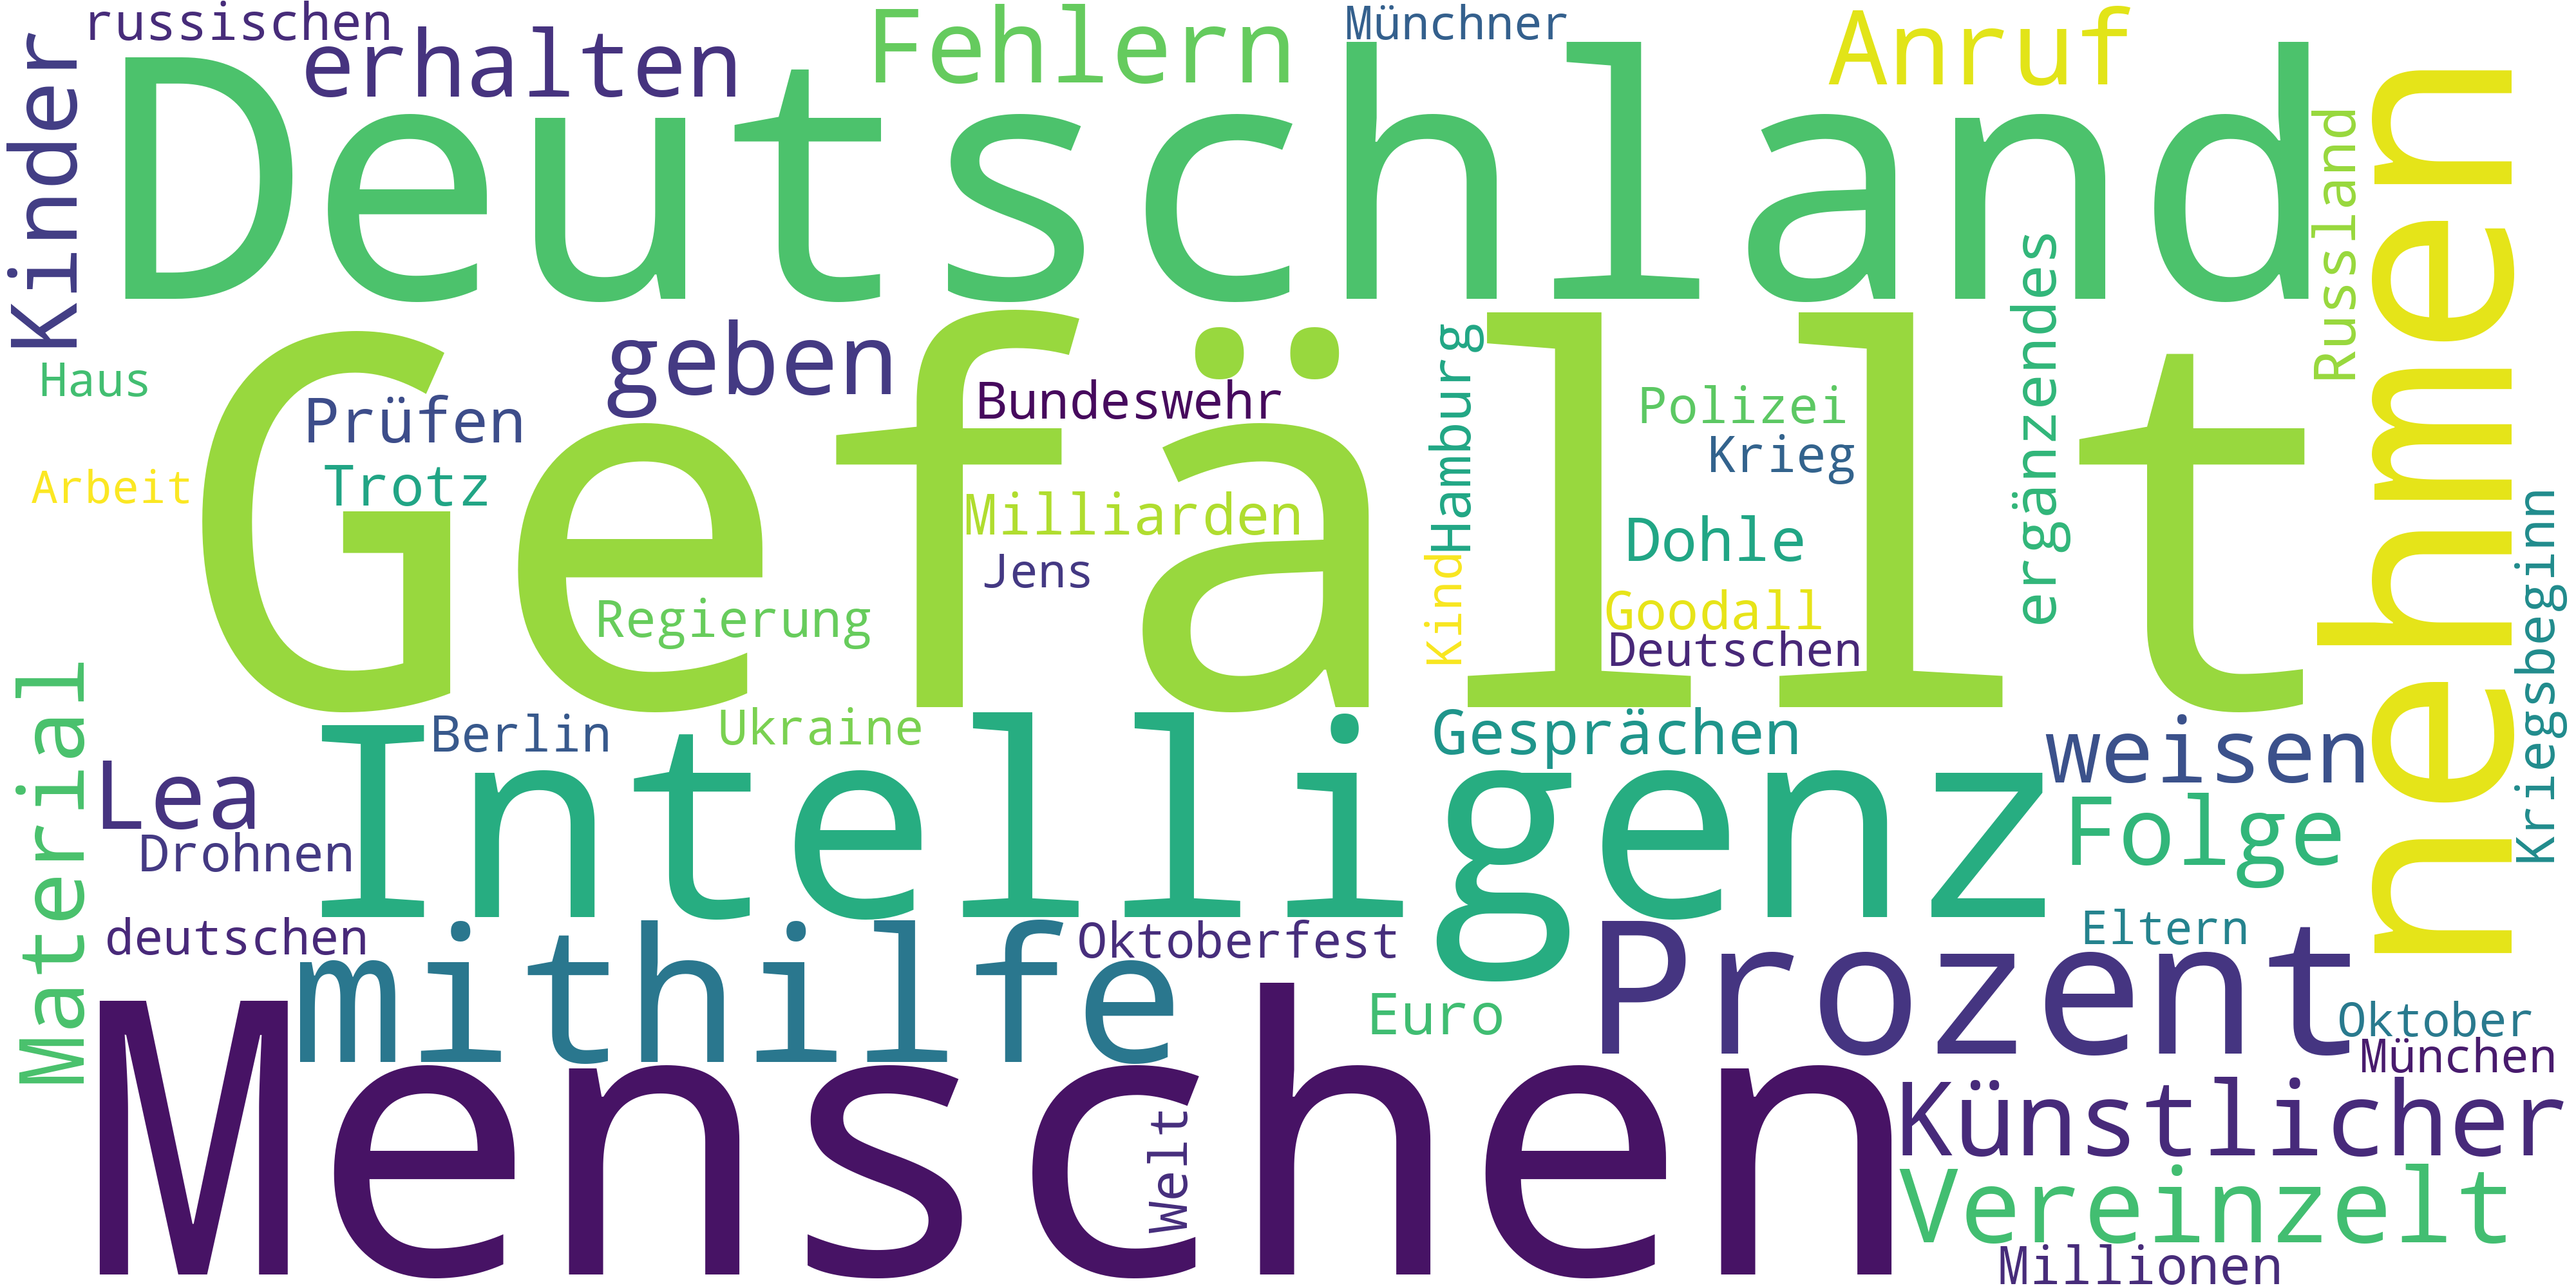 russischen
erhalten
Fehlern
Münchner
Anruf
Kinder
Deutschland
Russland
nehmen
Gefällt
geben
Haus
Prüfen
Bundeswehr
Hamburg
Polizei
ergänzendes
Krieg
Arbeit
Trotz
Milliarden
Dohle
Jens
Kind
Goodall
Regierung
Deutschen
Kriegsbeginn
Material
Berlin
Ukraine
Gesprächen
weisen
Lea
Intelligenz
Folge
Drohnen
deutschen
mithilfe
Oktoberfest
Prozent
Eltern
Euro
Oktober
München
Menschen
Welt
Künstlicher
Vereinzelt
Millionen